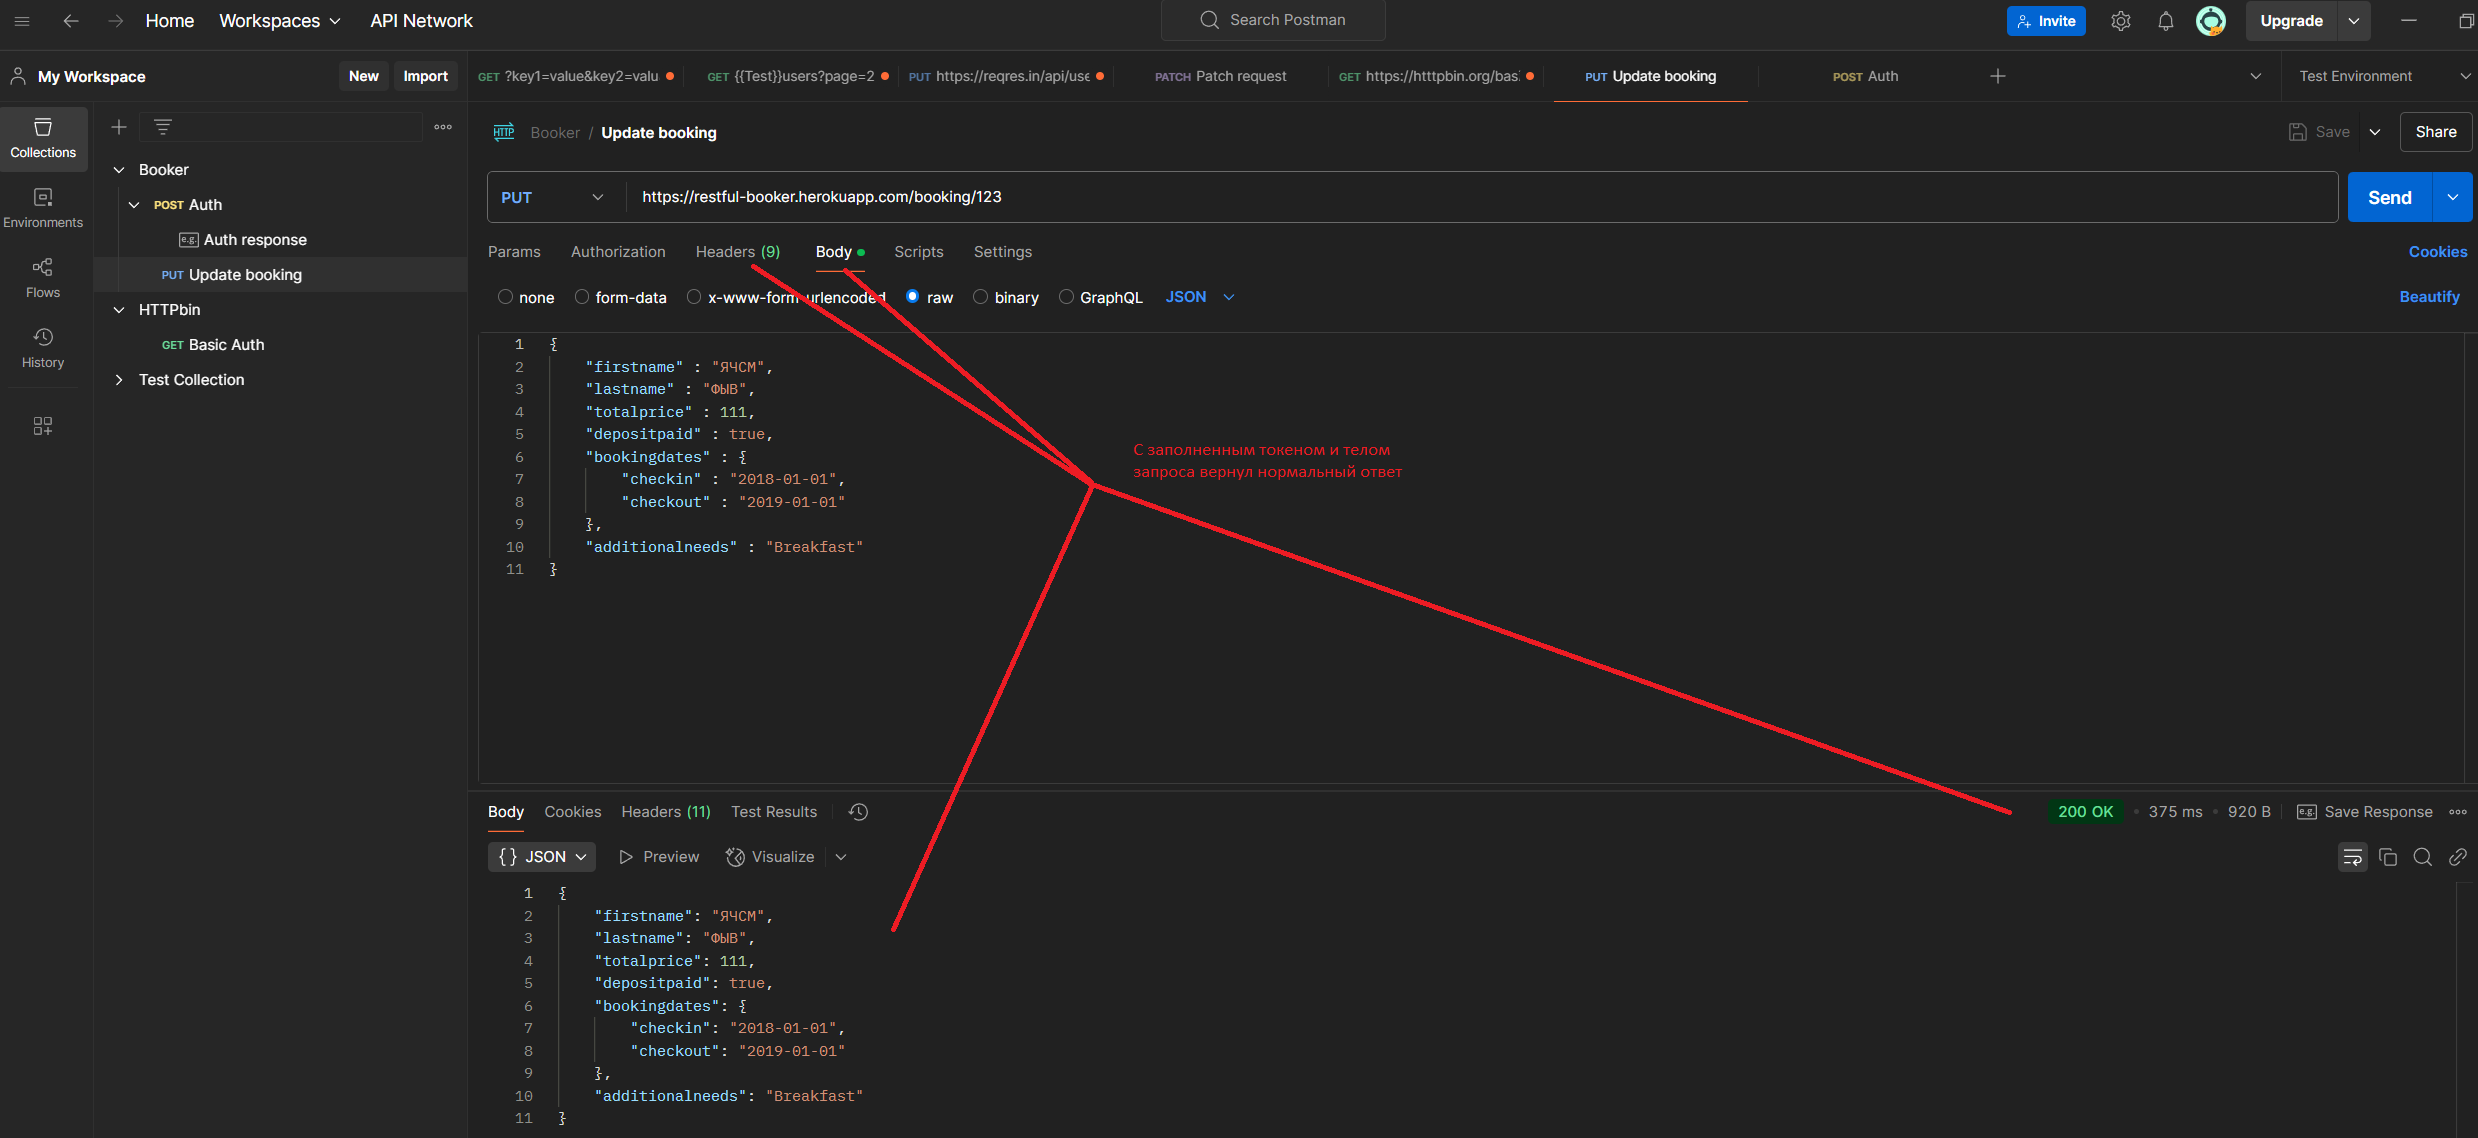 Home Workspaces API Network Search Postman Invite Upgrade
My Workspace New Import GET ?key1=value&key2=valu GET {{Test}}users?page=2 PUT https://reqres.in/api/use PATCH Patch request GET https://htttpbin.org/bas PUT Update booking POST Auth Test Environment
Collections
Environments
Flows
History
Booker
POST Auth
e.g. Auth response
PUT Update booking
HTTPbin
GET Basic Auth
Test Collection
HTTP Booker / Update booking Save Share
PUT https://restful-booker.herokuapp.com/booking/123 Send
Params Authorization Headers (9) Body Scripts Settings Cookies
none form-data x-www-form-urlencoded raw binary GraphQL JSON Beautify
1 {
2 "firstname" : "ЯЧСМ",
3 "lastname" : "ФЫВ",
4 "totalprice" : 111,
5 "depositpaid" : true,
6 "bookingdates" : {
7 "checkin" : "2018-01-01",
8 "checkout" : "2019-01-01"
9 },
10 "additionalneeds" : "Breakfast"
11 }
С заполненным токеном и телом
запроса вернул нормальный ответ
Body Cookies Headers (11) Test Results 200 OK 375 ms 920 B e.g. Save Response
{} JSON Preview Visualize
1 {
2 "firstname": "ЯЧСМ",
3 "lastname": "ФЫВ",
4 "totalprice": 111,
5 "depositpaid": true,
6 "bookingdates": {
7 "checkin": "2018-01-01",
8 "checkout": "2019-01-01"
9 },
10 "additionalneeds": "Breakfast"
11 }